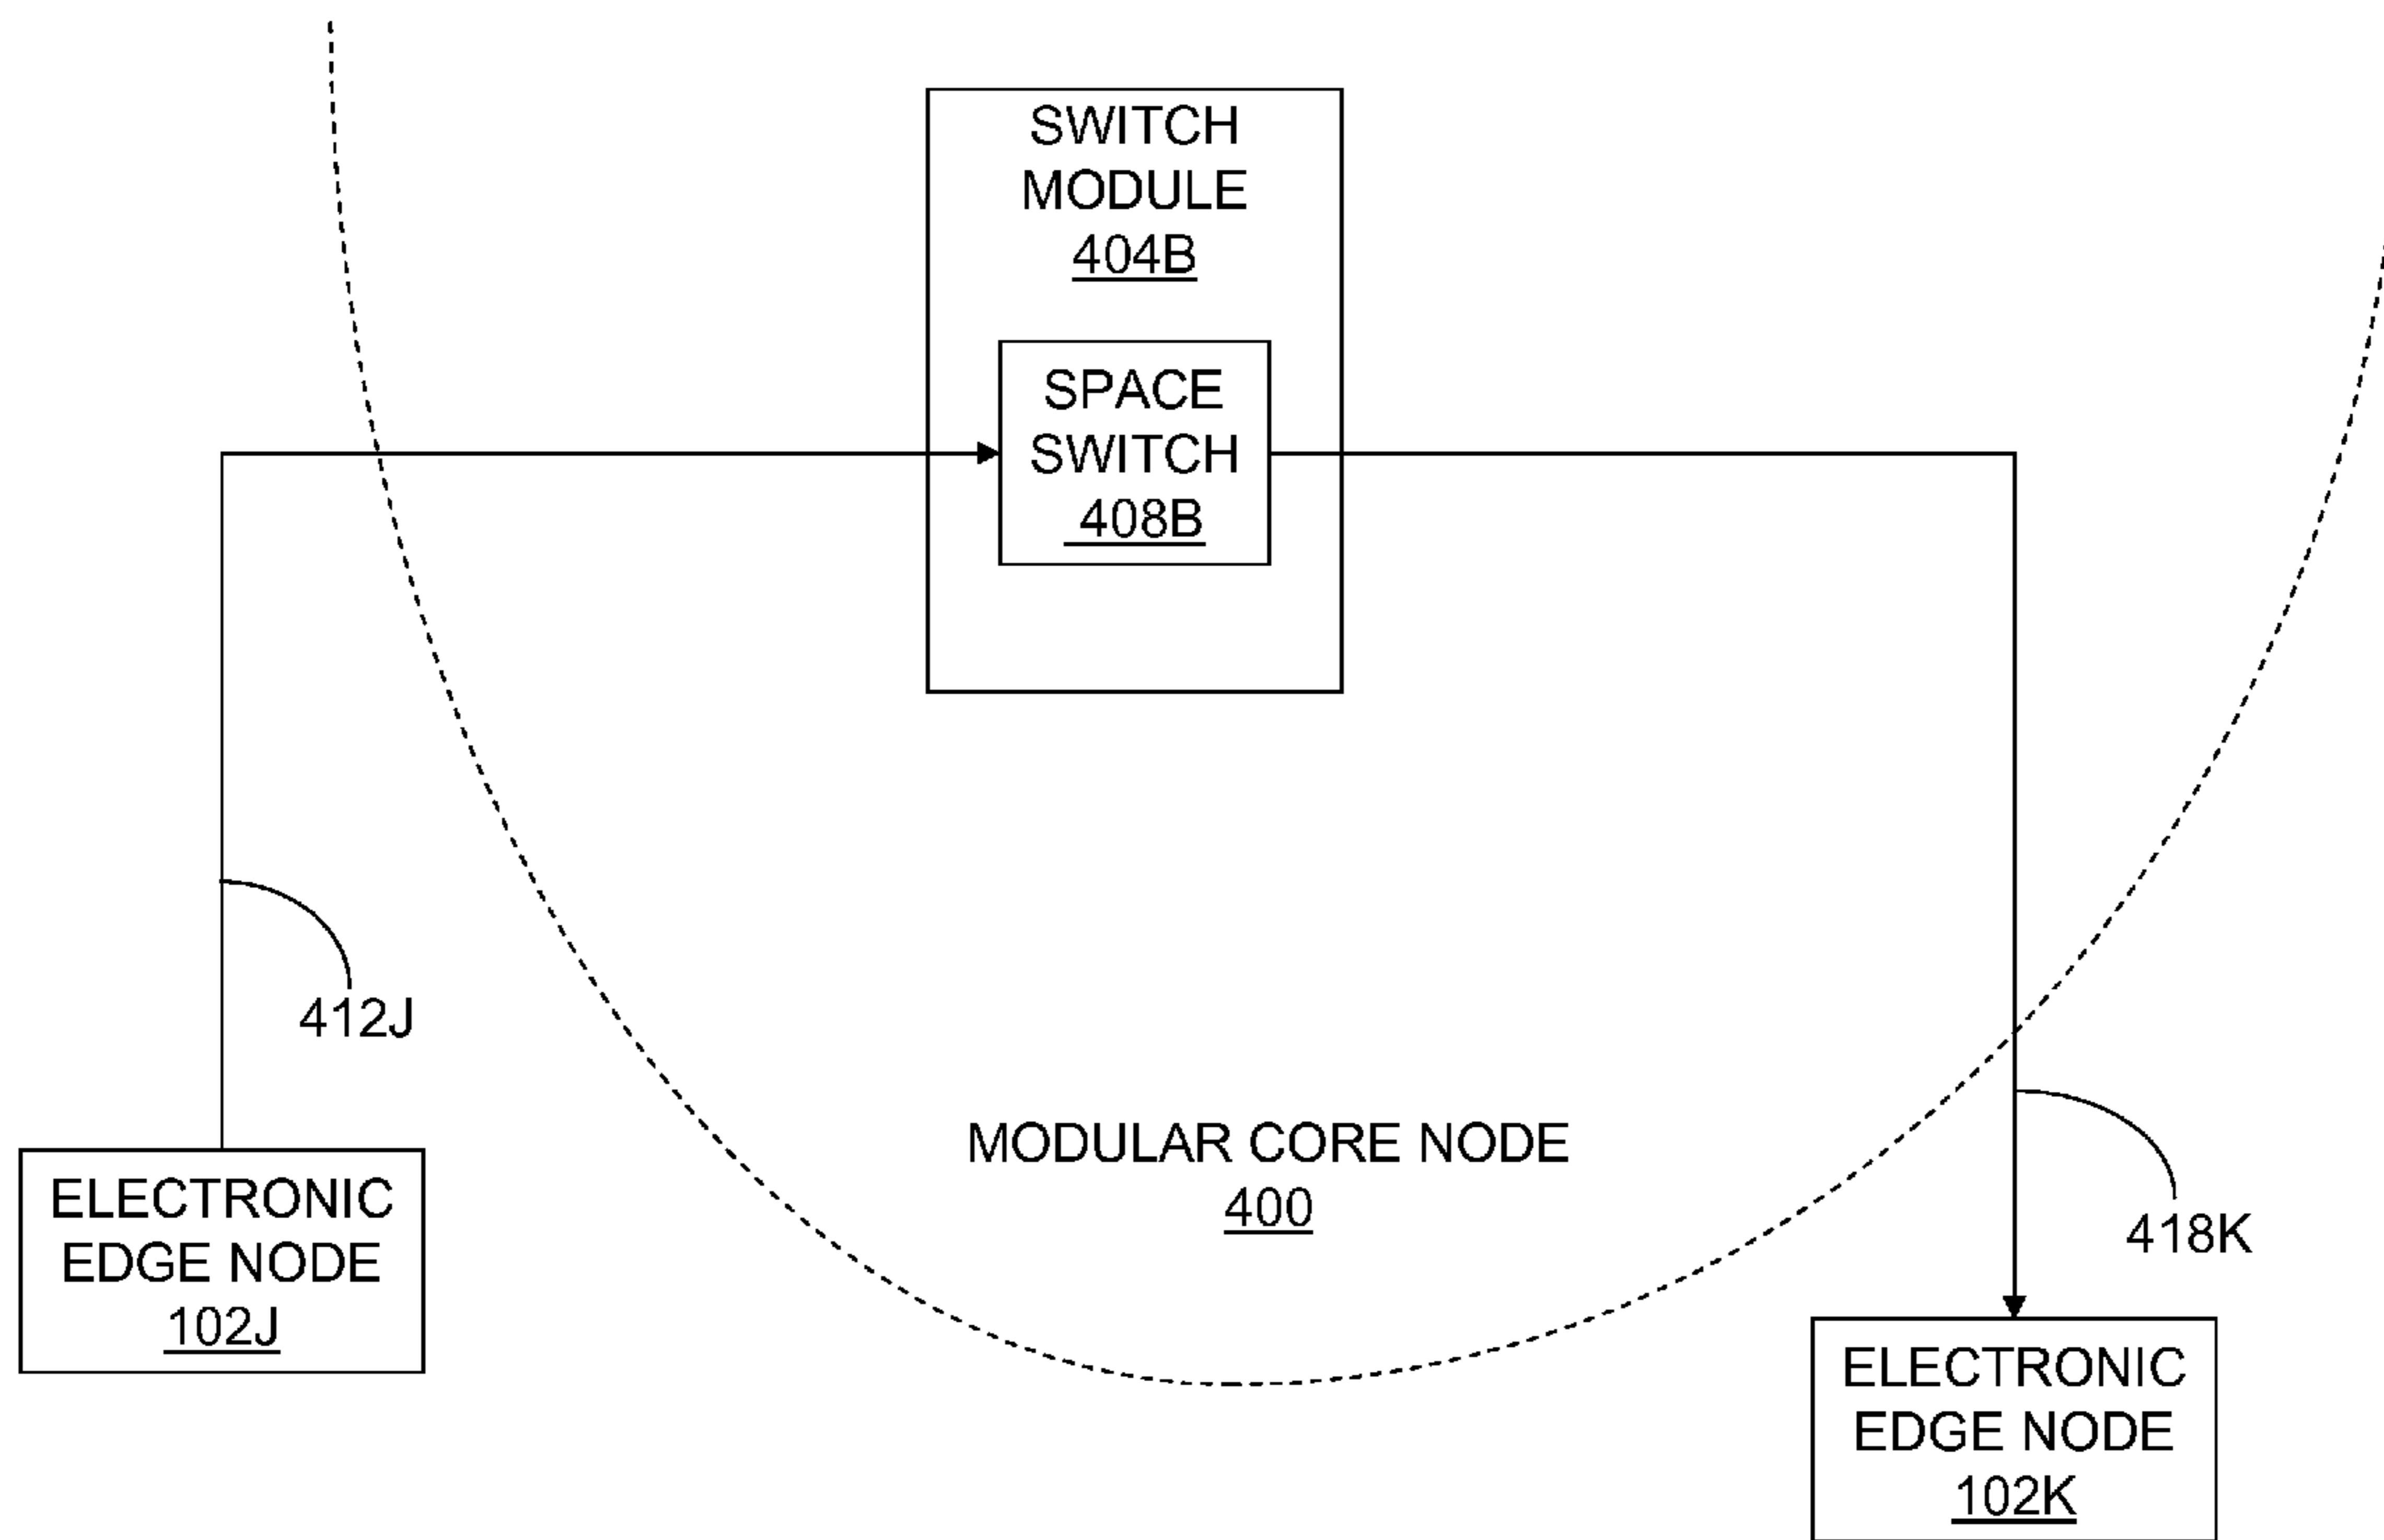 SWITCH
MODULE
404B
SPACE
SWITCH
408B
412J
MODULAR CORE NODE
400
ELECTRONIC
EDGE NODE
102J
418K
ELECTRONIC
EDGE NODE
102K